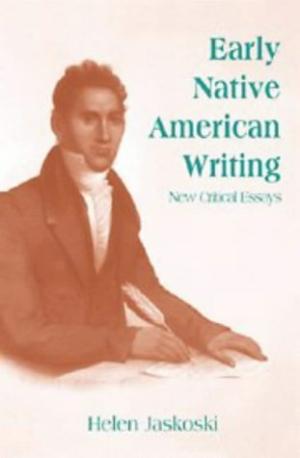 Early
Native
American
Writing
New Critical Essays
Helen Jaskoski